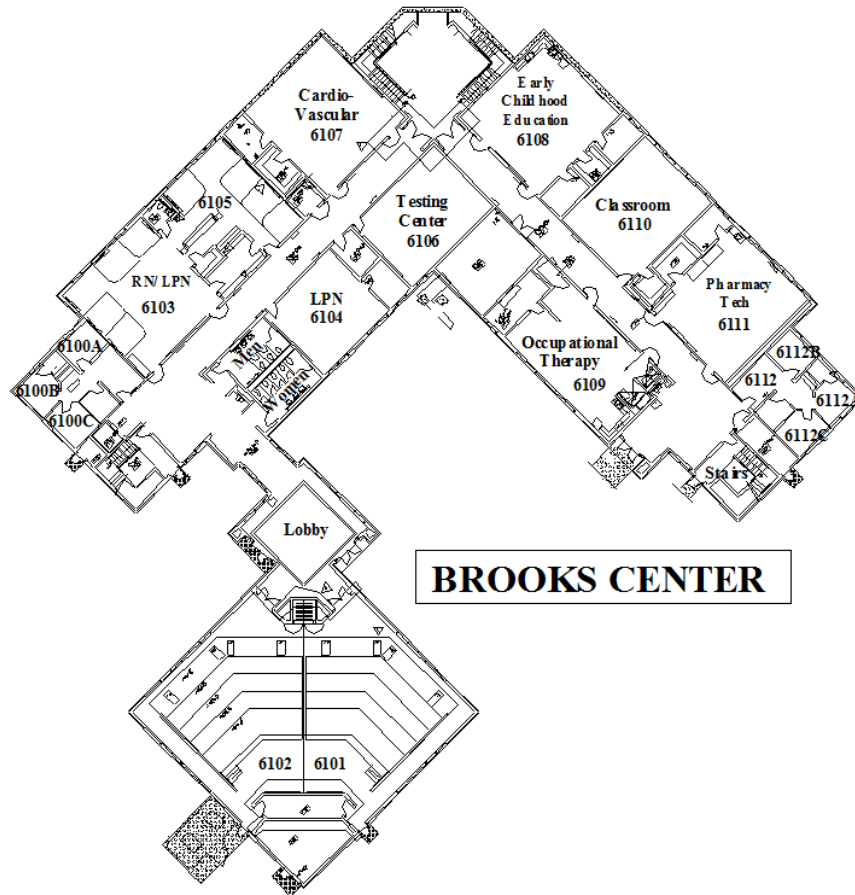 Cardio-
Vascular
6107
Early
Childhood
Education
6108
6105
Testing
Center
6106
Classroom
6110
RN/LPN
6103
LPN
6104
Pharmacy
Tech
6111
6100A
Men
Occupational
Therapy
6109
6112B
6100B
Women
6112
6112
6100C
6112C
Stairs
Lobby
BROOKS CENTER
6102
6101